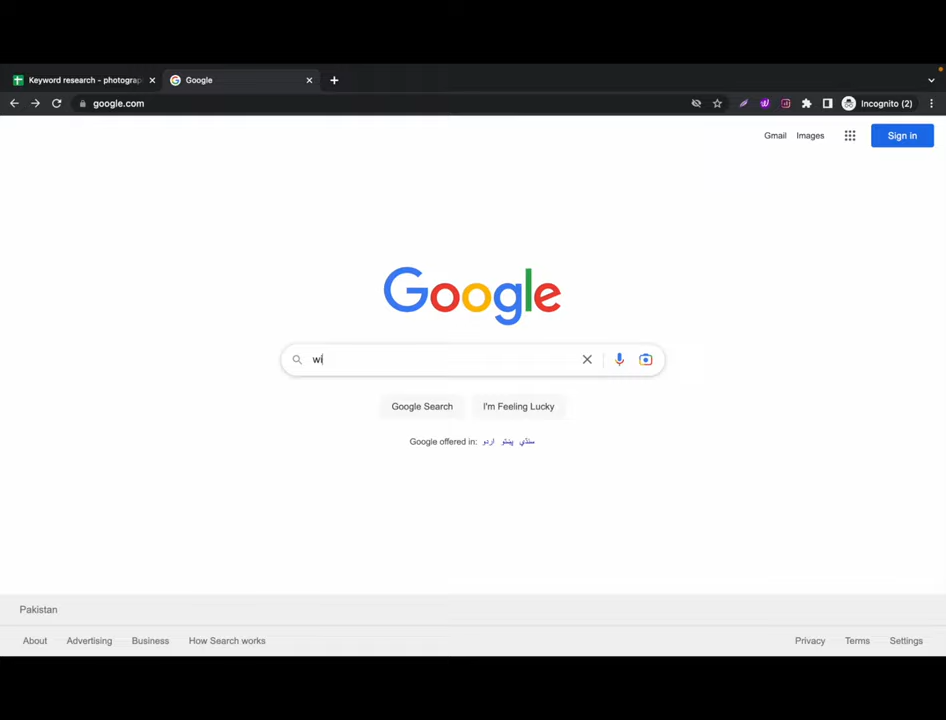 Keyword research - photograp
Google
google.com
Incognito (2)
Gmail Images
Sign in
Google
wi
Google Search I'm Feeling Lucky
Google offered in: اردو پښتو سنڌي
Pakistan
About Advertising Business How Search works
Privacy Terms Settings